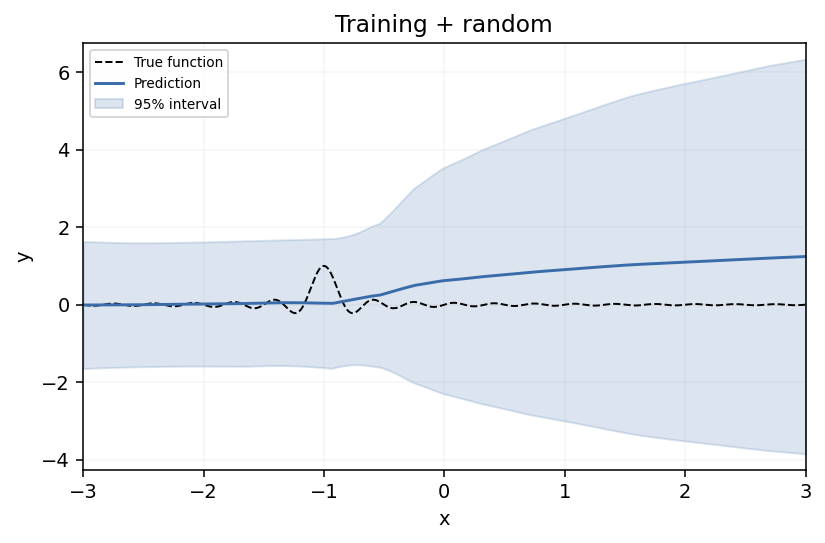 Training + random
True function
Prediction
95% interval
6
4
2
0
−2
−4
y
−3
−2
−1
0
1
2
3
x